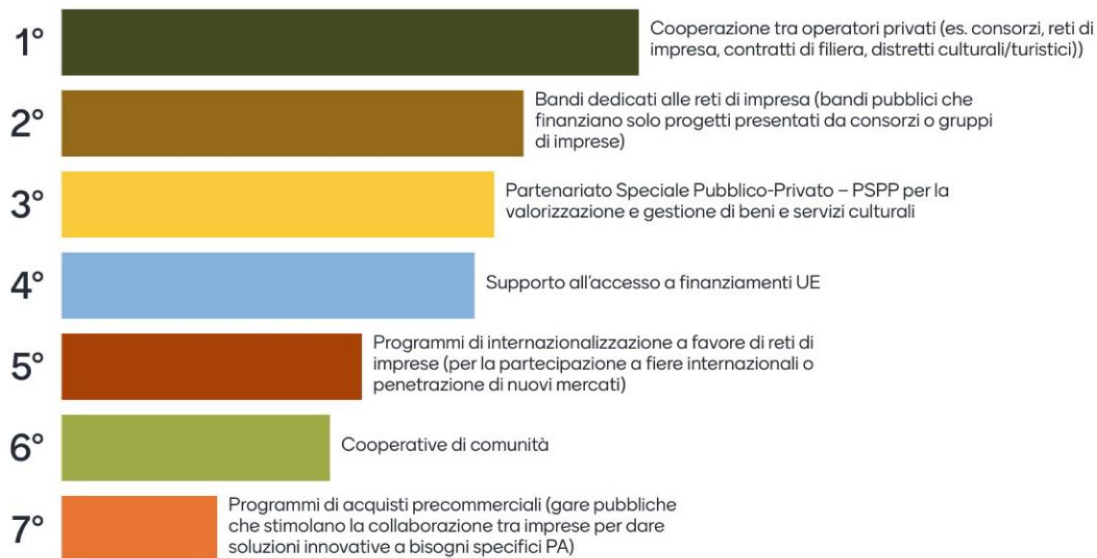 1°
Cooperazione tra operatori privati (es. consorzi, reti di
impresa, contratti di filiera, distretti culturali/turistici))
2°
Bandi dedicati alle reti di impresa (bandi pubblici che
finanziano solo progetti presentati da consorzi o gruppi
di imprese)
3°
Partenariato Speciale Pubblico-Privato – PSPP per la
valorizzazione e gestione di beni e servizi culturali
4°
Supporto all'accesso a finanziamenti UE
5°
Programmi di internazionalizzazione a favore di reti di
imprese (per la partecipazione a fiere internazionali o
penetrazione di nuovi mercati)
6°
Cooperative di comunità
7°
Programmi di acquisti precommerciali (gare pubbliche
che stimolano la collaborazione tra imprese per dare
soluzioni innovative a bisogni specifici PA)